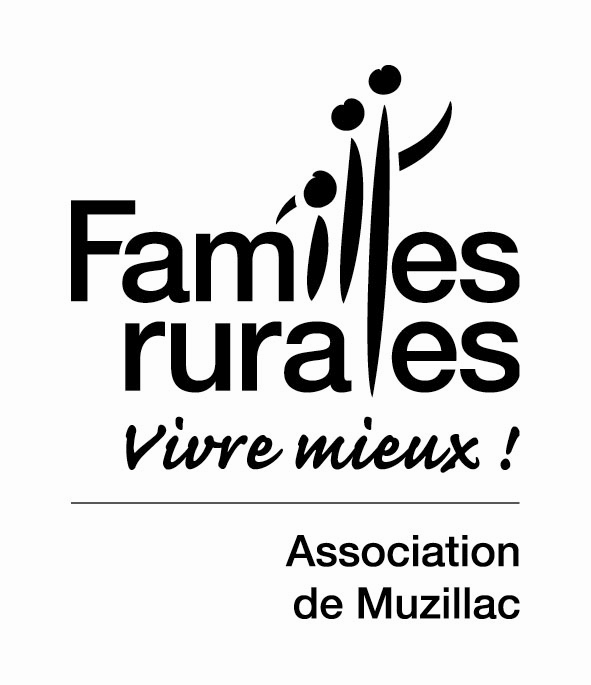 Familles
rurales
Vivre mieux !
Association
de Muzillac